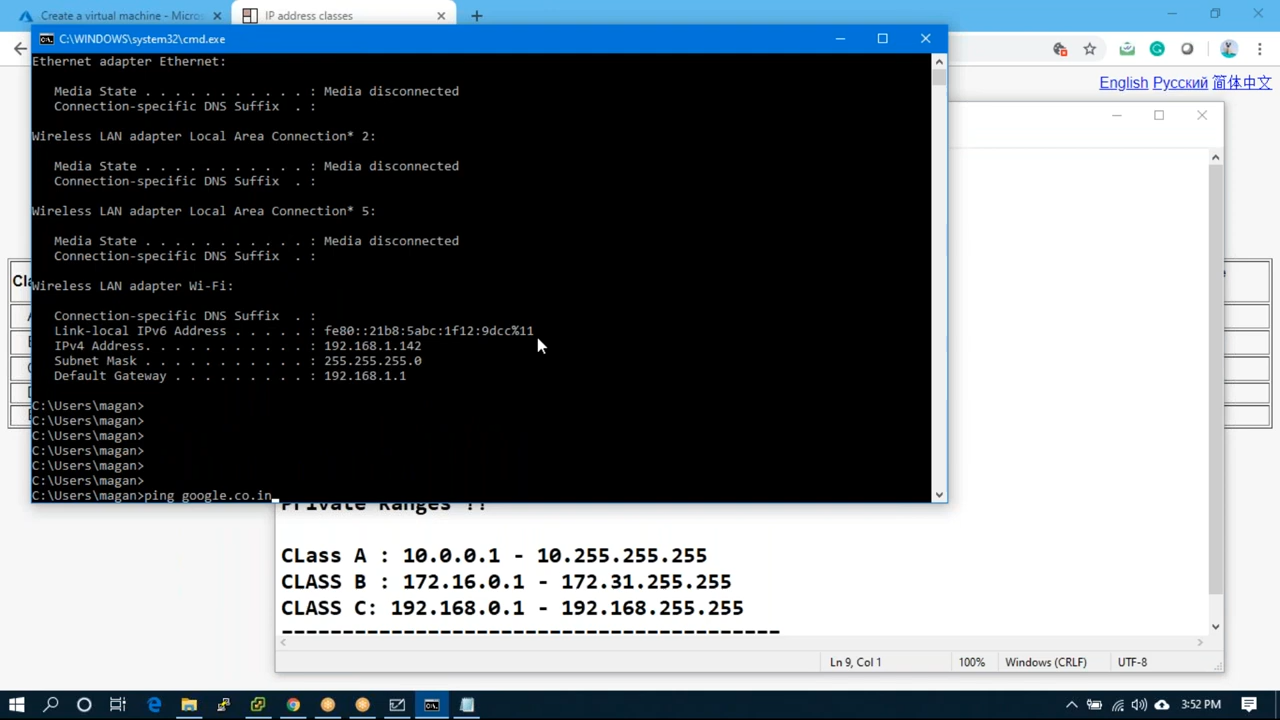 Create a virtual machine - Micros
IP address classes
C:\WINDOWS\system32\cmd.exe
English Русский 简体中文
Ethernet adapter Ethernet:
Media State . . . . . . . . . . . : Media disconnected
Connection-specific DNS Suffix . :
Wireless LAN adapter Local Area Connection* 2:
Media State . . . . . . . . . . . : Media disconnected
Connection-specific DNS Suffix . :
Wireless LAN adapter Local Area Connection* 5:
Media State . . . . . . . . . . . : Media disconnected
Connection-specific DNS Suffix . :
Wireless LAN adapter Wi-Fi:
Connection-specific DNS Suffix . :
Link-local IPv6 Address . . . . . : fe80::21b8:5abc:1f12:9dcc%11
IPv4 Address. . . . . . . . . . . : 192.168.1.142
Subnet Mask . . . . . . . . . . . : 255.255.255.0
Default Gateway . . . . . . . . . : 192.168.1.1
C:\Users\magan>
C:\Users\magan>
C:\Users\magan>
C:\Users\magan>
C:\Users\magan>
C:\Users\magan>
C:\Users\magan>ping google.co.in
Private Ranges !!
CLass A : 10.0.0.1 - 10.255.255.255
CLASS B : 172.16.0.1 - 172.31.255.255
CLASS C: 192.168.0.1 - 192.168.255.255
-----------------------------------------
Ln 9, Col 1 100% Windows (CRLF) UTF-8
3:52 PM